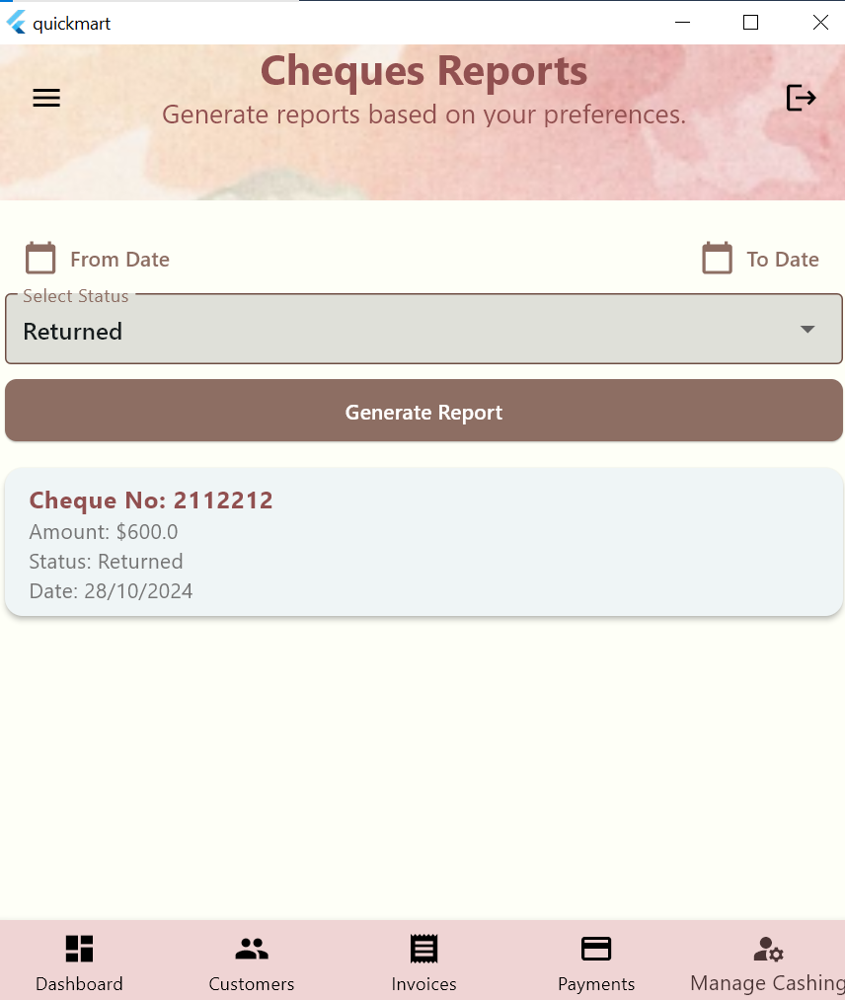 quickmart
Cheques Reports
Generate reports based on your preferences.
From Date
To Date
Select Status
Returned
Generate Report
Cheque No: 2112212
Amount: $600.0
Status: Returned
Date: 28/10/2024
Dashboard
Customers
Invoices
Payments
Manage Cashing